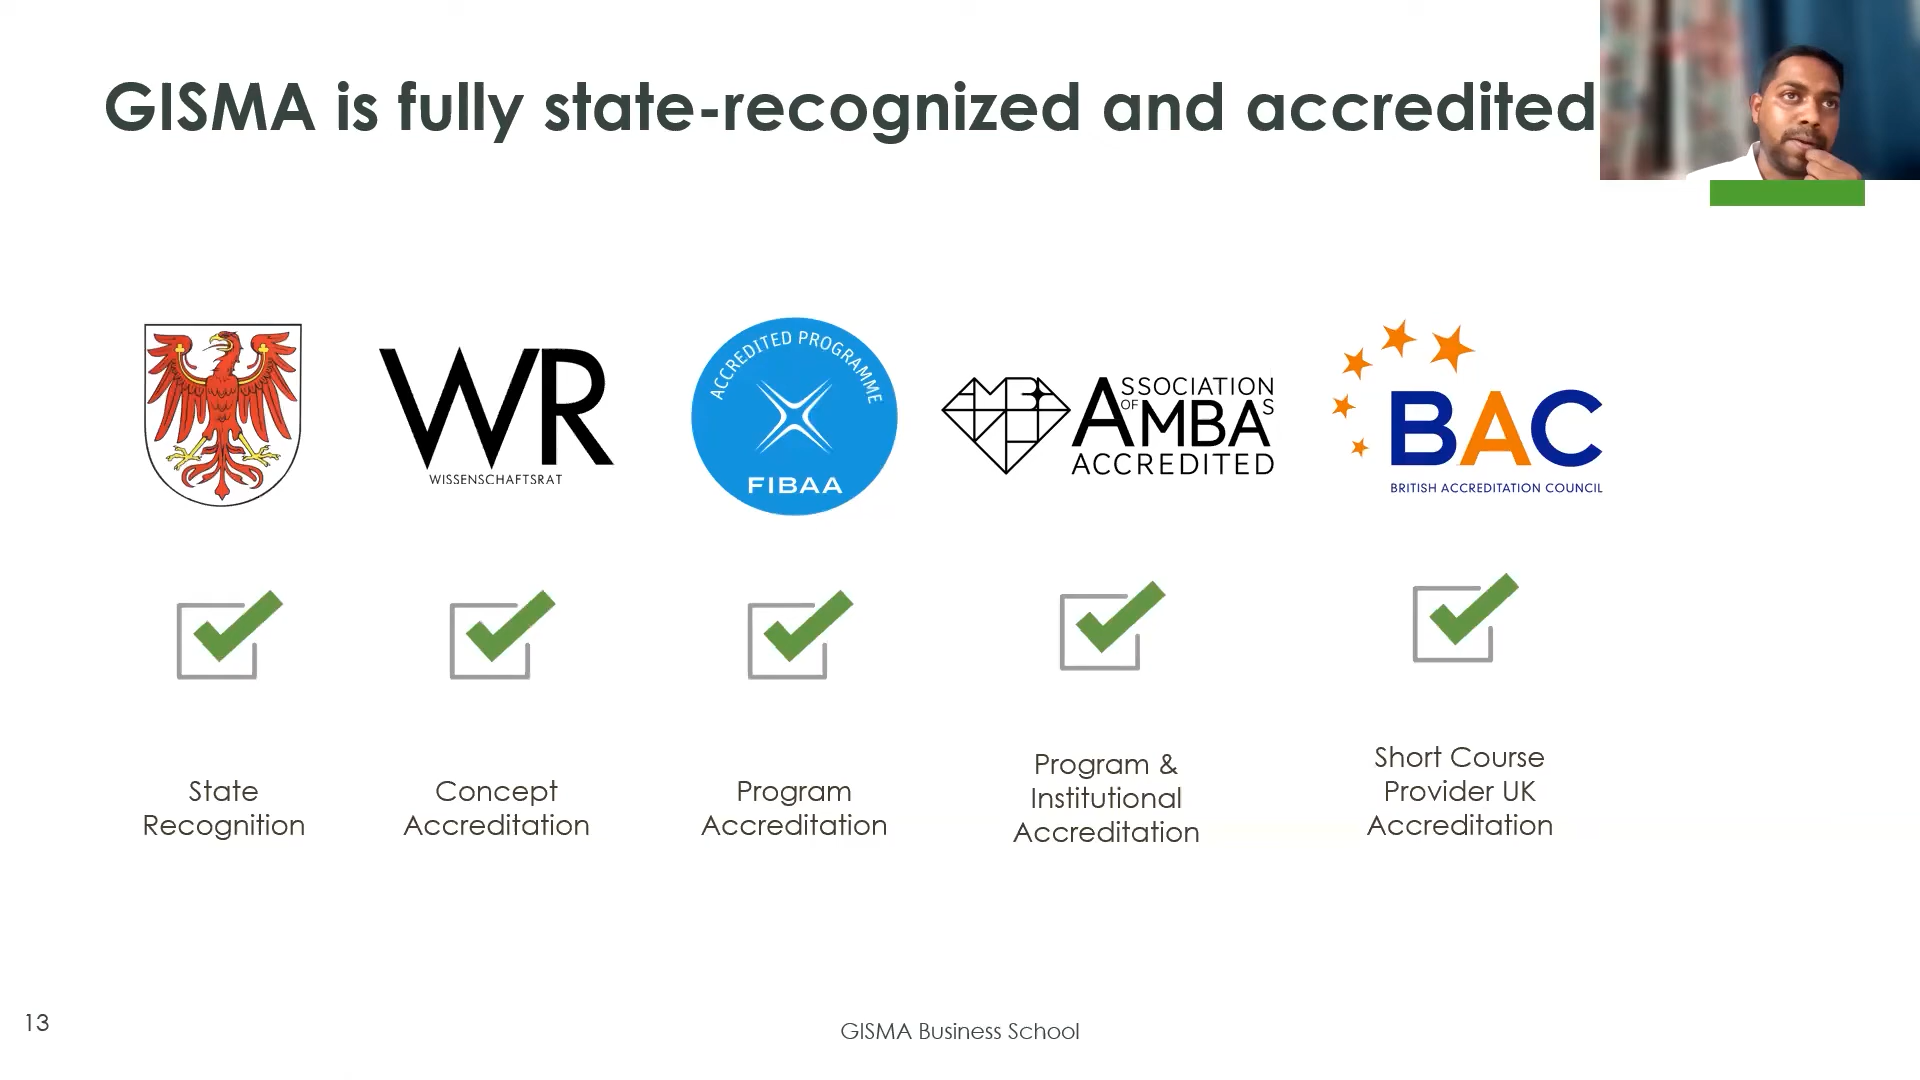 GISMA is fully state-recognized and accredited
WR
WISSENSCHAFTSRAT
ACCREDITED PROGRAMME
FIBAA
MBA
ASSOCIATION
OF MBAS
ACCREDITED
BAC
BRITISH ACCREDITATION COUNCIL
State
Recognition
Concept
Accreditation
Program
Accreditation
Program &
Institutional
Accreditation
Short Course
Provider UK
Accreditation
13
GISMA Business School